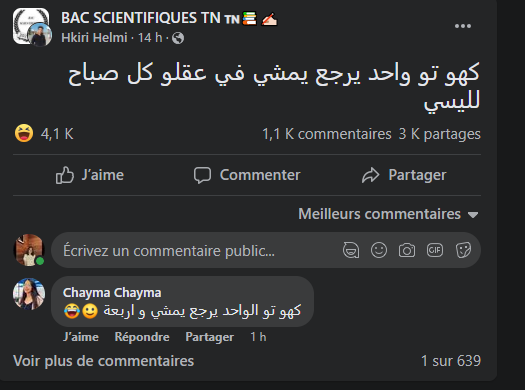 BAC SCIENTIFIQUES TN 🇹🇳📚✍🏻
Hkiri Helmi · 14 h ·
كهو تو واحد يرجع يمشي في عقلو كل صباح
لليسي
4,1 K
1,1 K commentaires 3 K partages
J'aime
Commenter
Partager
Meilleurs commentaires
Écrivez un commentaire public...
GIF
Chayma Chayma
كهو تو الواحد يرجع يمشي و اربعة 🙂😂
J'aime Répondre Partager 1 h
Voir plus de commentaires
1 sur 639